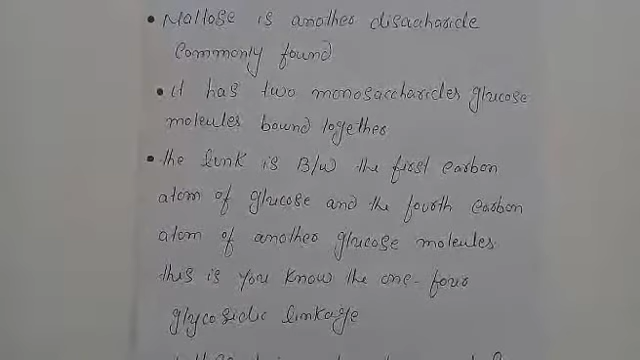 • Maltose is another disaccharide
commonly found
• it has two monosaccharides glucose
molecules bound together
• the link is B/W the first carbon
atom of glucose and the fourth carbon
atom of another glucose molecules.
this is you know the one-four
glycosidic linkage